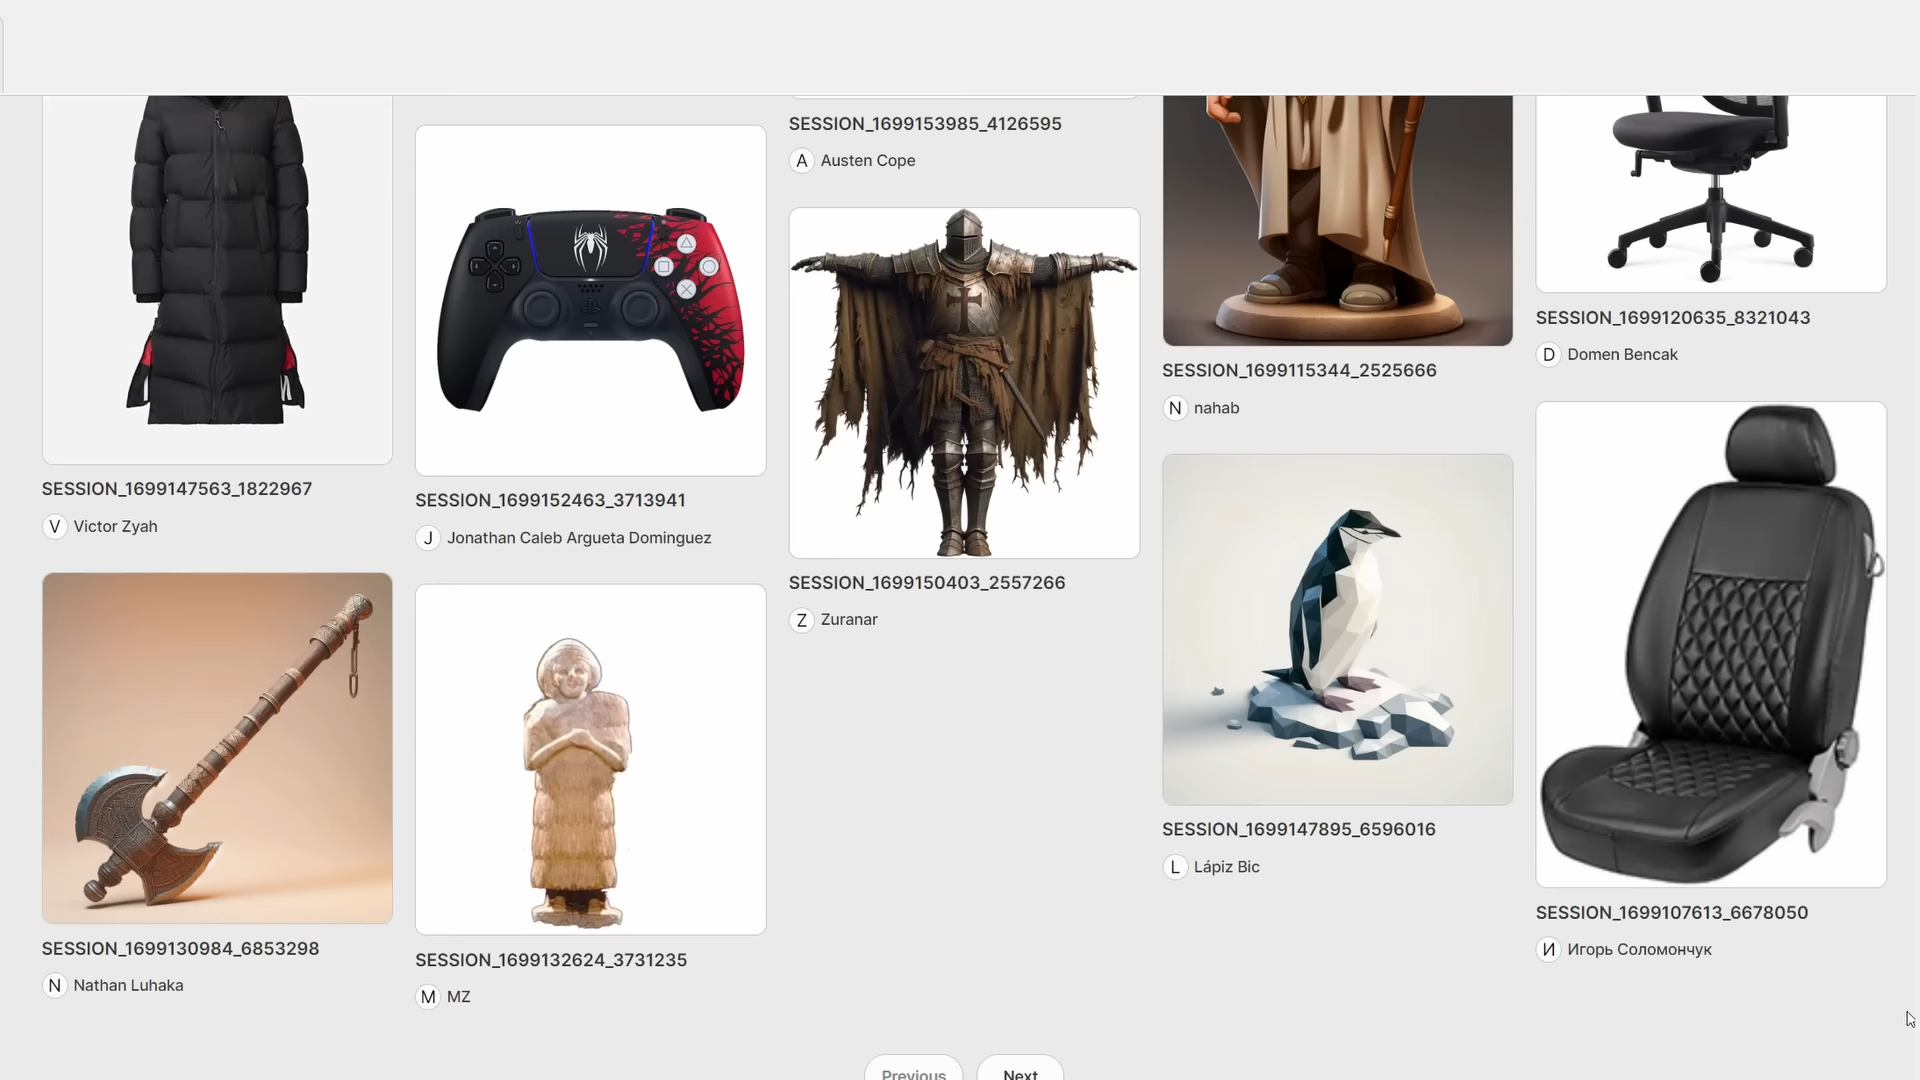 SESSION_1699147563_1822967
V Victor Zyah
SESSION_1699130984_6853298
N Nathan Luhaka
SESSION_1699152463_3713941
J Jonathan Caleb Argueta Dominguez
SESSION_1699132624_3731235
M MZ
SESSION_1699153985_4126595
A Austen Cope
SESSION_1699150403_2557266
Z Zuranar
SESSION_1699115344_2525666
N nahab
SESSION_1699147895_6596016
L Lápiz Bic
SESSION_1699120635_8321043
D Domen Bencak
SESSION_1699107613_6678050
И Игорь Соломончук
Previous Next